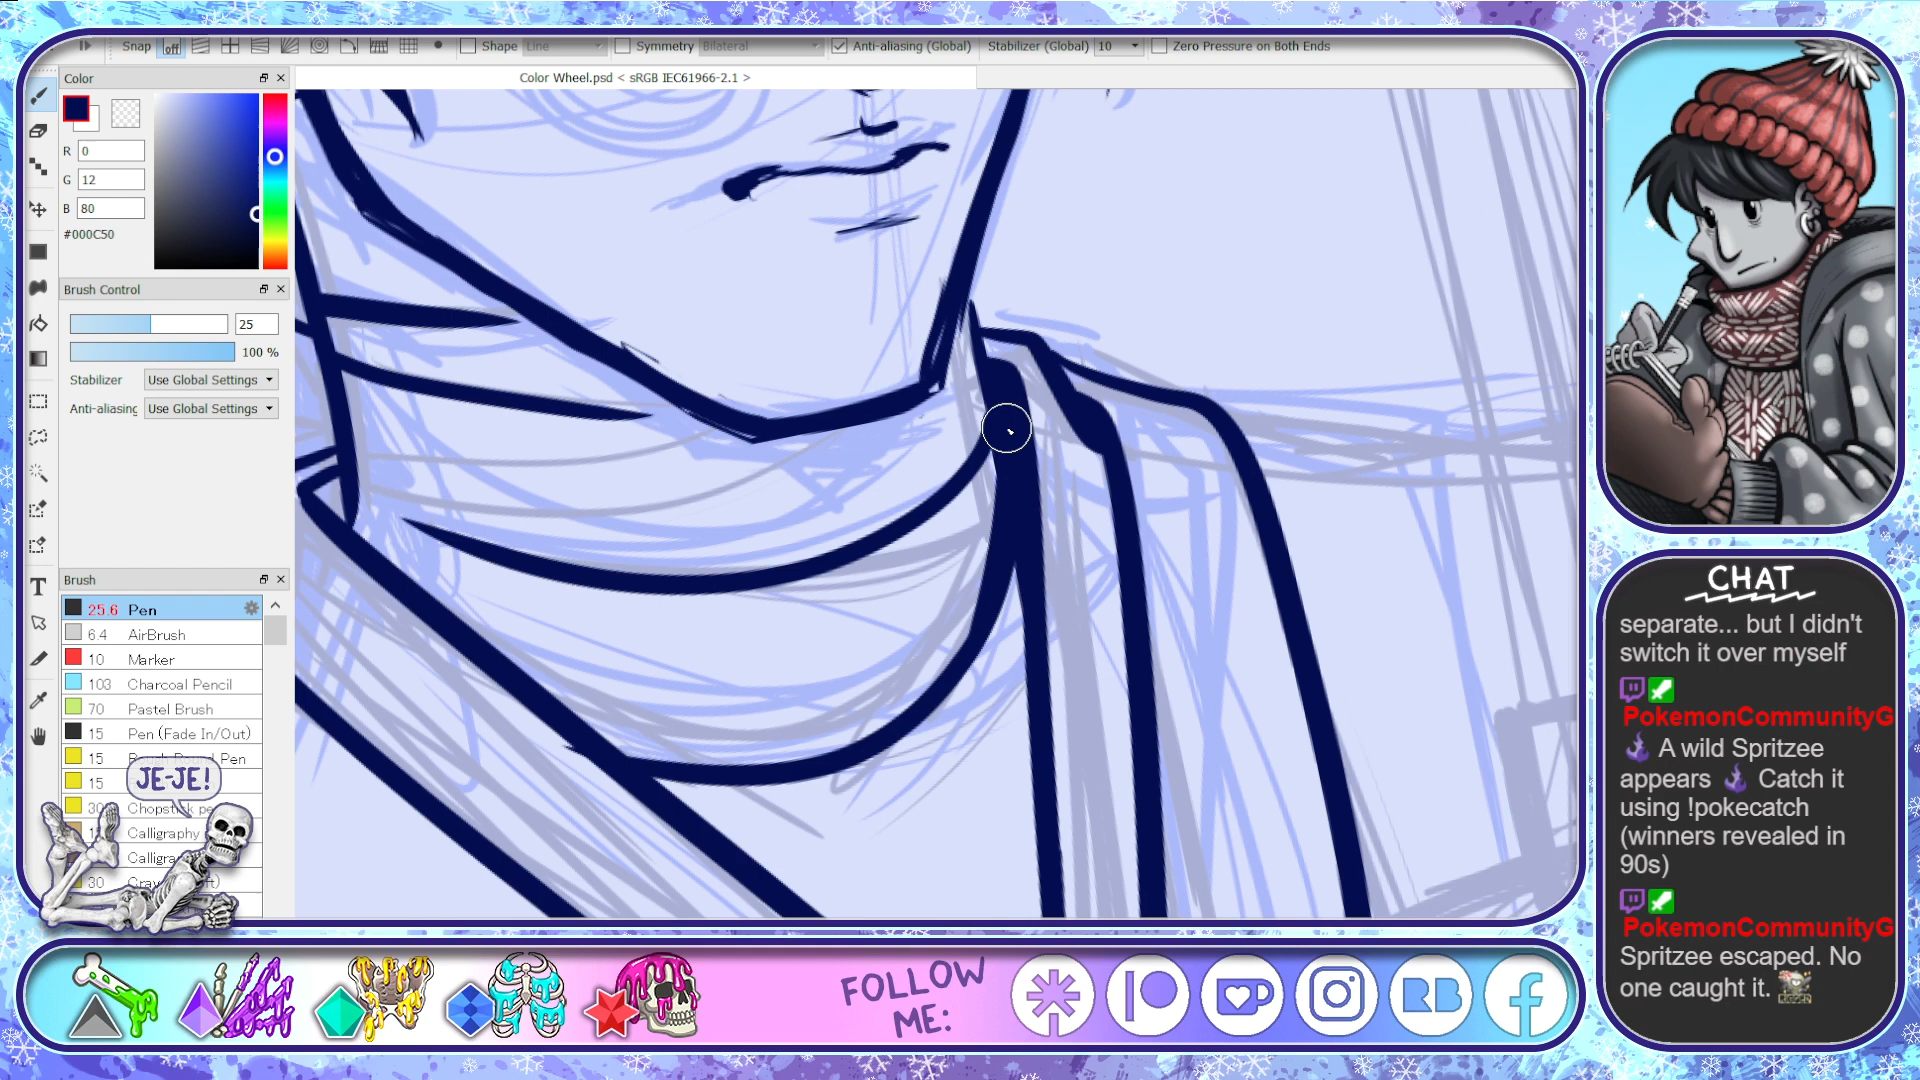 Snap off Shape Line Symmetry Bilateral Anti-aliasing (Global) Stabilizer (Global) 10 Zero Pressure on Both Ends
Color
Color Wheel.psd < sRGB IEC61966-2.1 >
R 0
G 12
B 80
#000C50
Brush Control
25
100 %
Stabilizer Use Global Settings
Anti-aliasing Use Global Settings
Brush
25.6 Pen
6.4 AirBrush
10 Marker
103 Charcoal Pencil
70 Pastel Brush
15 Pen (Fade In/Out)
15 Pen
15
30 Chopstick pe
Calligraphy
Calligra
30
JE-JE!
FOLLOW
ME:
RB
CHAT
separate... but I didn't
switch it over myself
PokemonCommunityG
A wild Spritzee
appears Catch it
using !pokecatch
(winners revealed in
90s)
PokemonCommunityG
Spritzee escaped. No
one caught it.